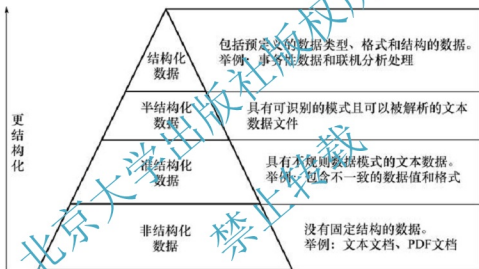 更结构化
结构化
数据
包括预定义的数据类型、格式和结构的数据。
举例：事务性数据和联机分析处理
半结构化
数据
具有可识别的模式且可以被解析的文本
数据文件
准结构化
数据
具有不规则数据模式的文本数据。
举例：包含不一致的数据值和格式
非结构化
数据
没有固定结构的数据。
举例：文本文档、PDF文档
北京大学出版社版权所
禁止转载